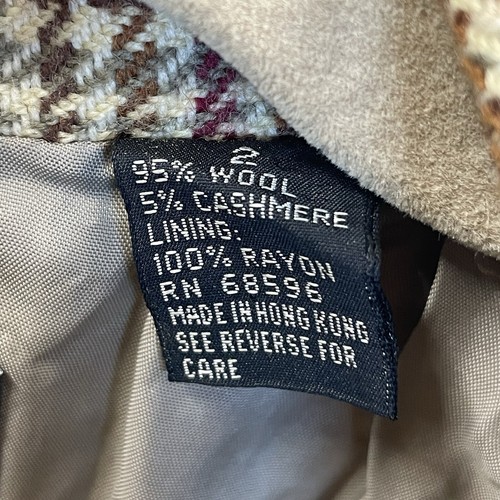 2
95% WOOL
5% CASHMERE
LINING:
100% RAYON
RN 68596
MADE IN HONG KONG
SEE REVERSE FOR
CARE